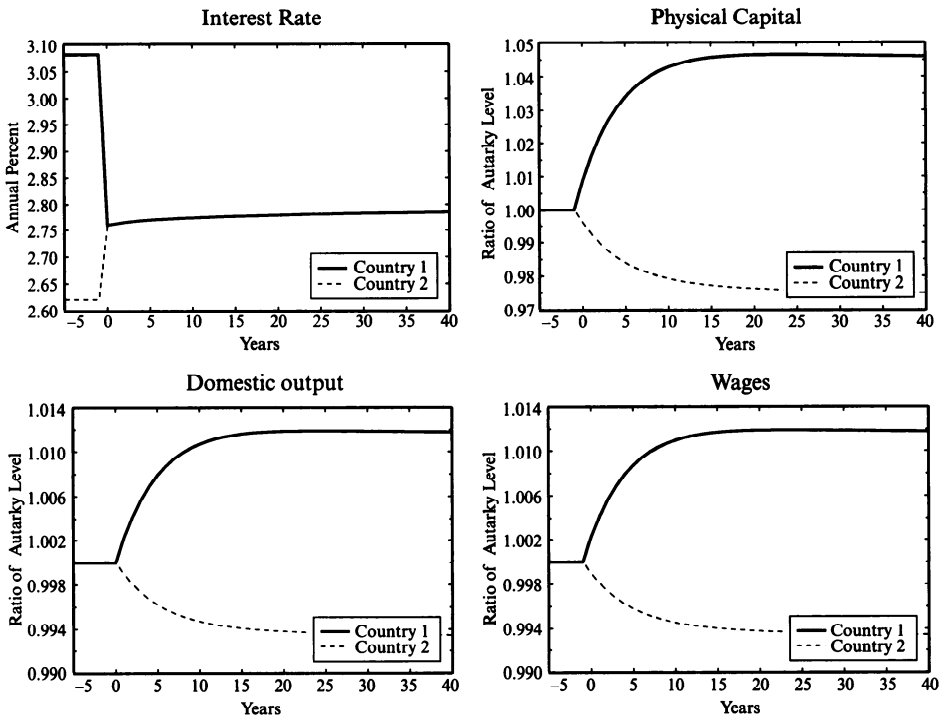 Interest Rate
Annual Percent
3.10
3.05
3.00
2.95
2.90
2.85
2.80
2.75
2.70
2.65
2.60
−5 0 5 10 15 20 25 30 35 40
Years
Country 1
Country 2
Physical Capital
Ratio of Autarky Level
1.05
1.04
1.03
1.02
1.01
1.00
0.99
0.98
0.97
−5 0 5 10 15 20 25 30 35 40
Years
Country 1
Country 2
Domestic output
Ratio of Autarky Level
1.014
1.010
1.006
1.002
0.998
0.994
0.990
−5 0 5 10 15 20 25 30 35 40
Years
Country 1
Country 2
Wages
Ratio of Autarky Level
1.014
1.010
1.006
1.002
0.998
0.994
0.990
−5 0 5 10 15 20 25 30 35 40
Years
Country 1
Country 2